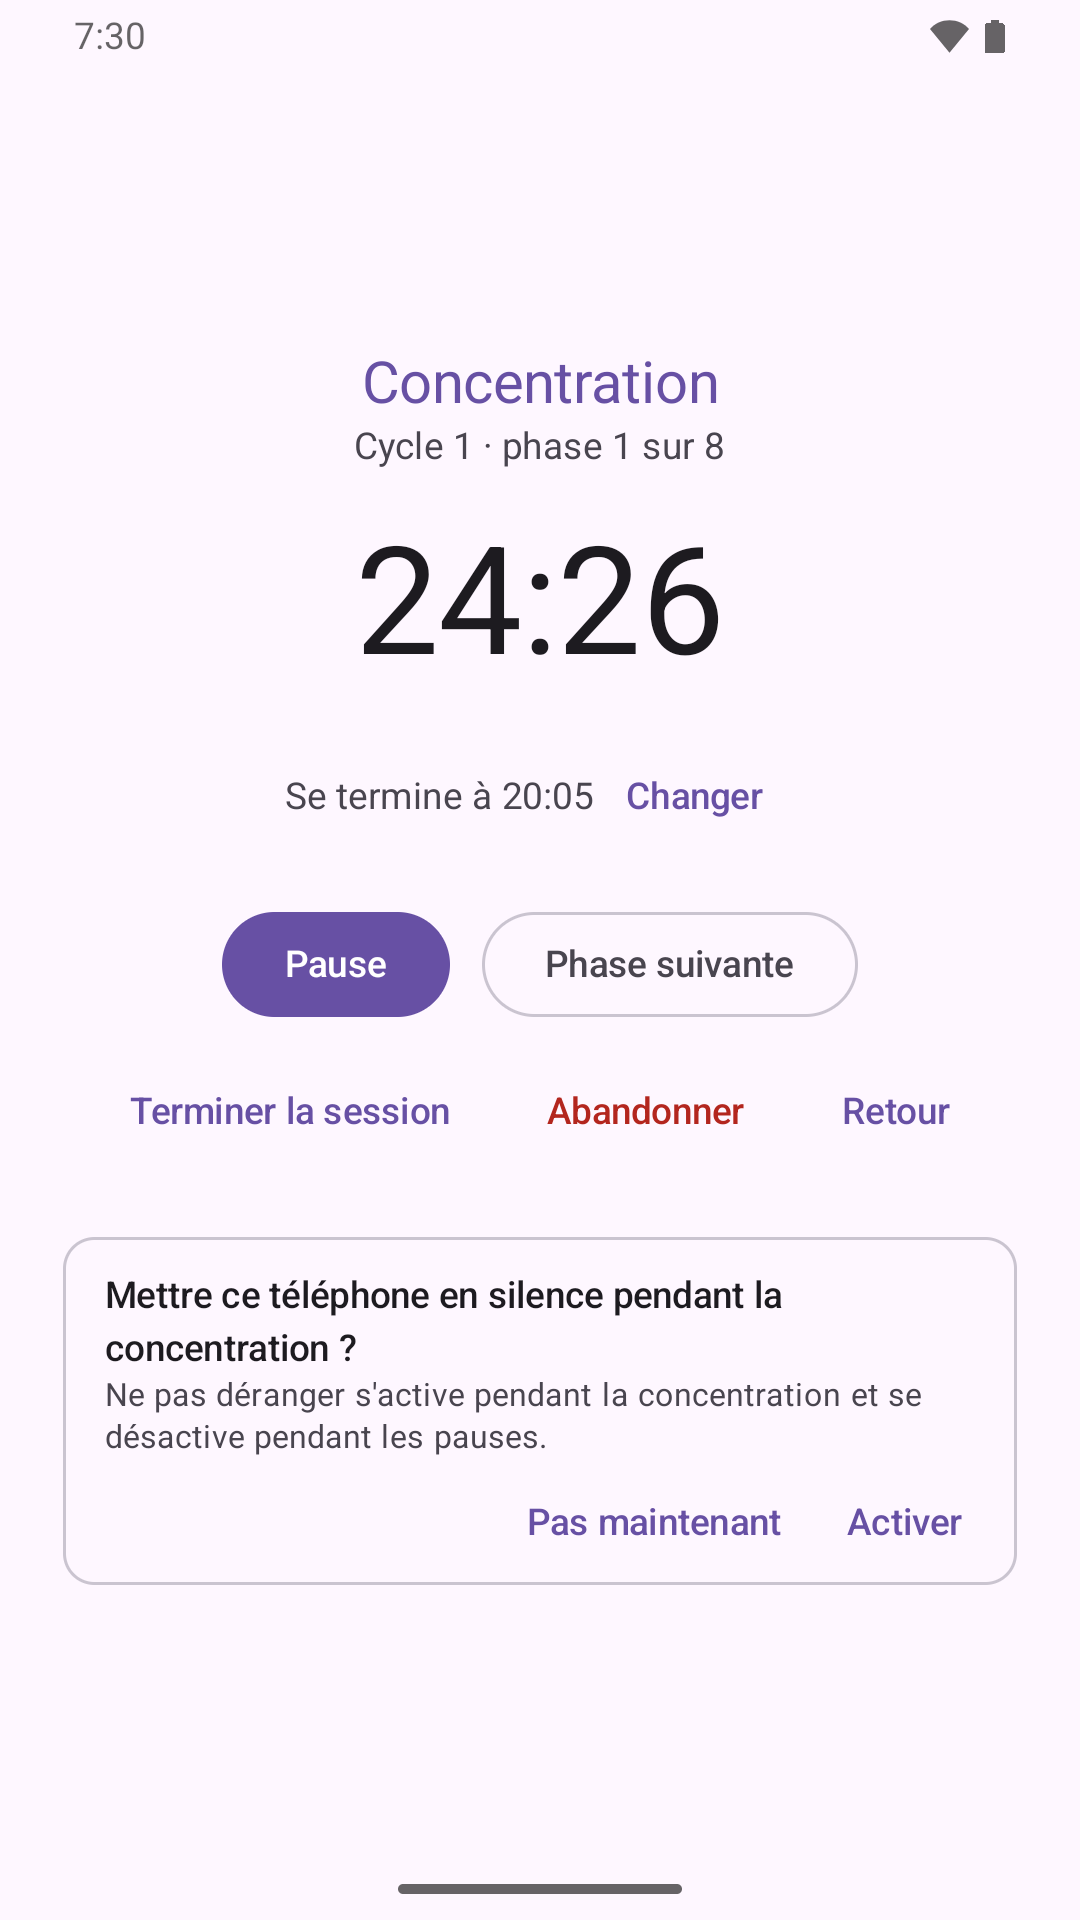 7:30
Concentration
Cycle 1 · phase 1 sur 8
24:26
Se termine à 20:05 Changer
Pause Phase suivante
Terminer la session Abandonner Retour
Mettre ce téléphone en silence pendant la
concentration ?
Ne pas déranger s'active pendant la concentration et se
désactive pendant les pauses.
Pas maintenant Activer